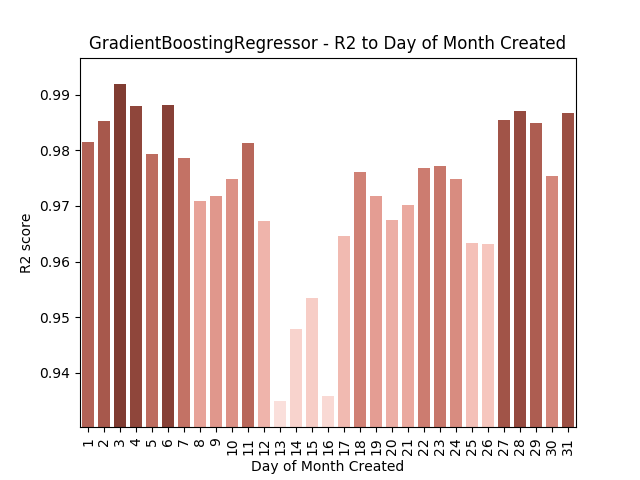 GradientBoostingRegressor - R2 to Day of Month Created
0.99
0.98
0.97
0.96
0.95
0.94
R2 score
1 2 3 4 5 6 7 8 9 10 11 12 13 14 15 16 17 18 19 20 21 22 23 24 25 26 27 28 29 30 31
Day of Month Created